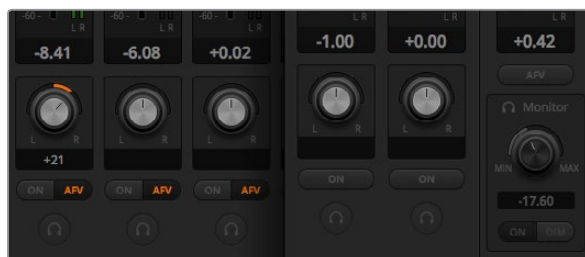 -60- -60- -60-
L R L R L R L R L R L R
-8.41 -6.08 +0.02 -1.00 +0.00 +0.42
AFV
Monitor
L R L R L R L R L R
MIN MAX
+21
ON AFV ON AFV ON AFV ON ON
-17.60
ON DIM